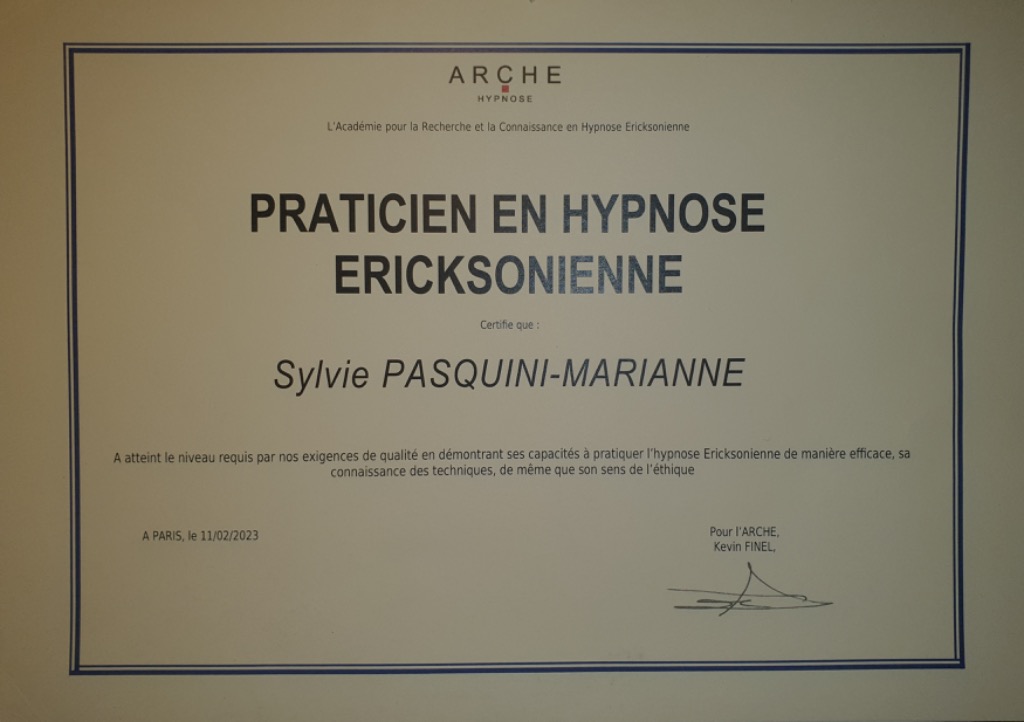 ARCHE
HYPNOSE
L'Académie pour la Recherche et la Connaissance en Hypnose Ericksonienne
PRATICIEN EN HYPNOSE
ERICKSONIENNE
Certifie que :
Sylvie PASQUINI-MARIANNE
A atteint le niveau requis par nos exigences de qualité en démontrant ses capacités à pratiquer l'hypnose Ericksonienne de manière efficace, sa
connaissance des techniques, de même que son sens de l'éthique
A PARIS, le 11/02/2023
Pour l'ARCHE,
Kevin FINEL,